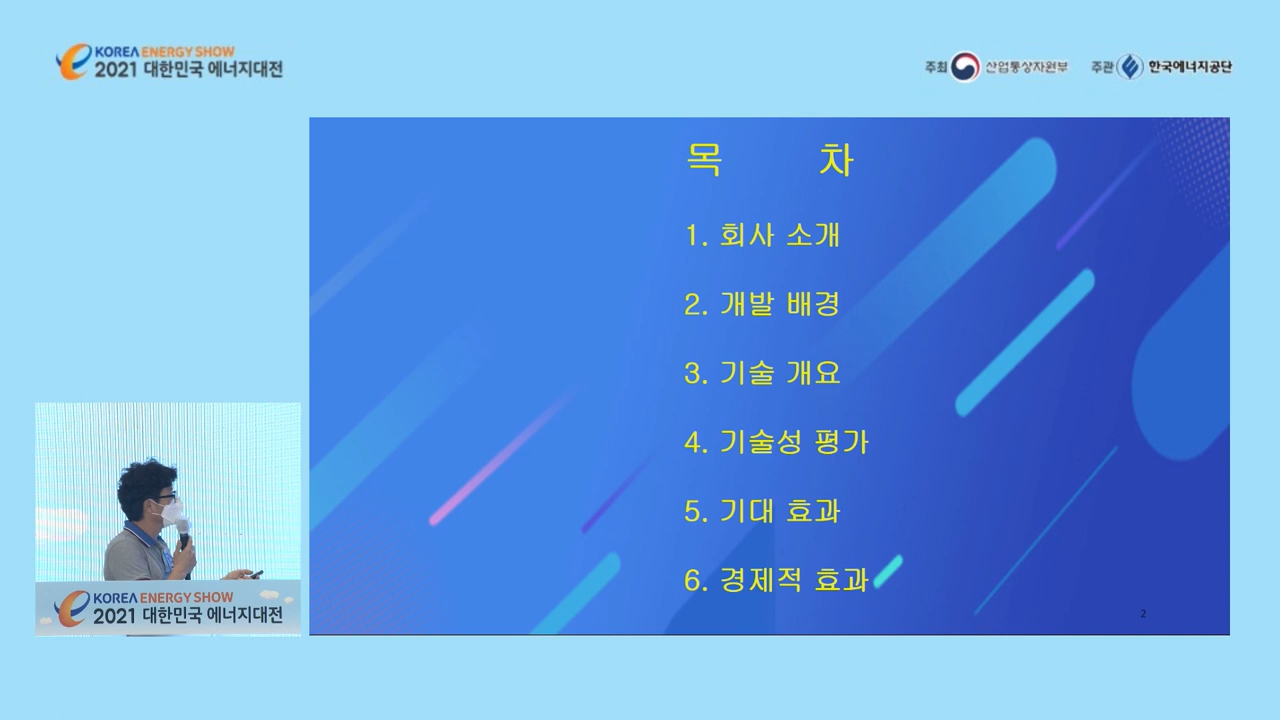 KOREA ENERGY SHOW
2021 대한민국 에너지대전
주최 산업통상자원부 주관 한국에너지공단
목 차
1. 회사 소개
2. 개발 배경
3. 기술 개요
4. 기술성 평가
5. 기대 효과
6. 경제적 효과
2
KOREA ENERGY SHOW
2021 대한민국 에너지대전